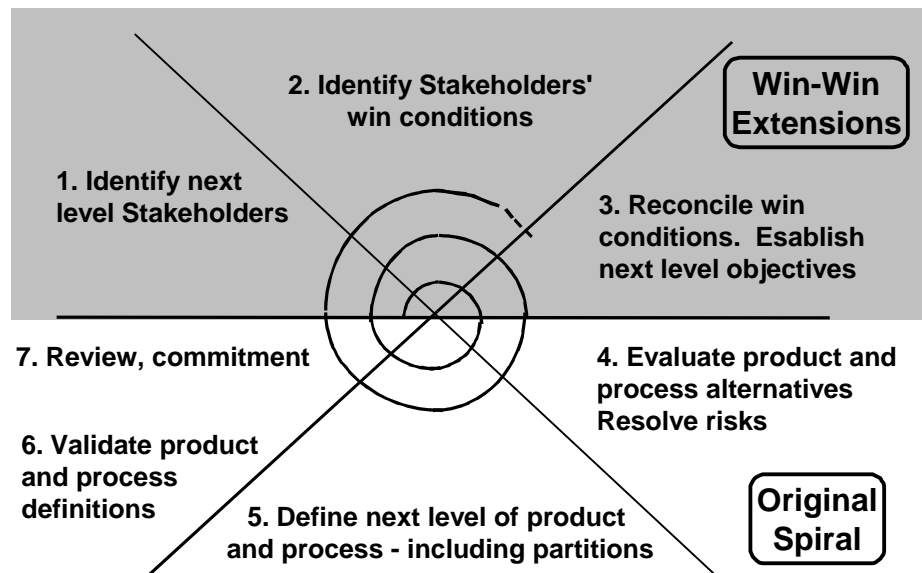 2. Identify Stakeholders'
win conditions
Win-Win
Extensions
1. Identify next
level Stakeholders
3. Reconcile win
conditions.  Esablish
next level objectives
7. Review, commitment
4. Evaluate product and
process alternatives
Resolve risks
6. Validate product
and process
definitions
5. Define next level of product
and process - including partitions
Original
Spiral